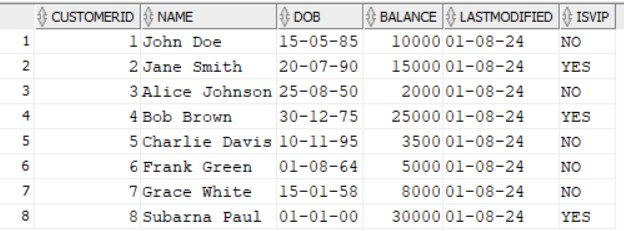 CUSTOMERID NAME DOB BALANCE LASTMODIFIED ISVIP
1 1 John Doe 15-05-85 10000 01-08-24 NO
2 2 Jane Smith 20-07-90 15000 01-08-24 YES
3 3 Alice Johnson 25-08-50 2000 01-08-24 NO
4 4 Bob Brown 30-12-75 25000 01-08-24 YES
5 5 Charlie Davis 10-11-95 3500 01-08-24 NO
6 6 Frank Green 01-08-64 5000 01-08-24 NO
7 7 Grace White 15-01-58 8000 01-08-24 NO
8 8 Subarna Paul 01-01-00 30000 01-08-24 YES